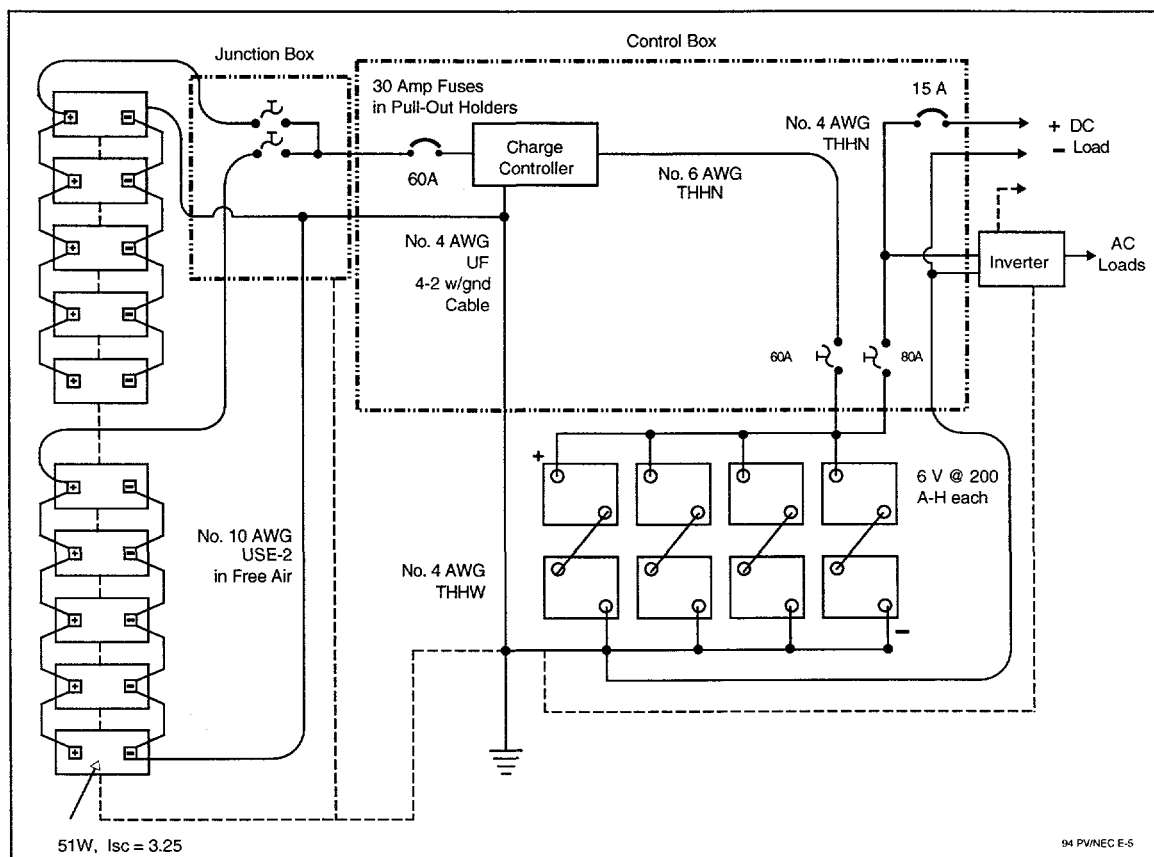 Junction Box
Control Box
30 Amp Fuses
in Pull-Out Holders
15 A
No. 4 AWG
THHN
+ DC
- Load
Charge
Controller
60A
No. 6 AWG
THHN
No. 4 AWG
UF
4-2 w/gnd
Cable
Inverter
AC
Loads
60A
80A
+
6 V @ 200
A-H each
No. 10 AWG
USE-2
in Free Air
No. 4 AWG
THHW
-
+ -
+ -
+ -
+ -
+ -
+ -
+ -
+ -
+ -
+ -
51W, Isc = 3.25
94 PV/NEC E-5